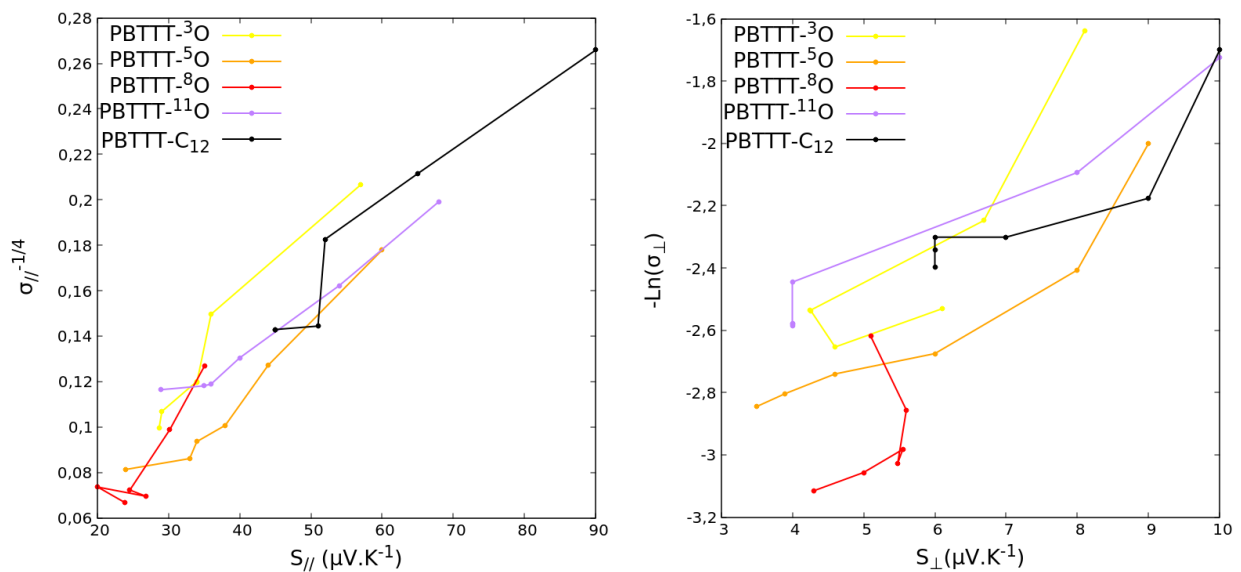 0,28
0,26
0,24
0,22
0,2
0,18
0,16
0,14
0,12
0,1
0,08
0,06
σ//-1/4
PBTTT-3O
PBTTT-5O
PBTTT-8O
PBTTT-11O
PBTTT-C12
20 30 40 50 60 70 80 90
S// (μV.K-1)
-1,6
-1,8
-2
-2,2
-2,4
-2,6
-2,8
-3
-3,2
-Ln(σ⊥)
PBTTT-3O
PBTTT-5O
PBTTT-8O
PBTTT-11O
PBTTT-C12
3 4 5 6 7 8 9 10
S⊥(μV.K-1)